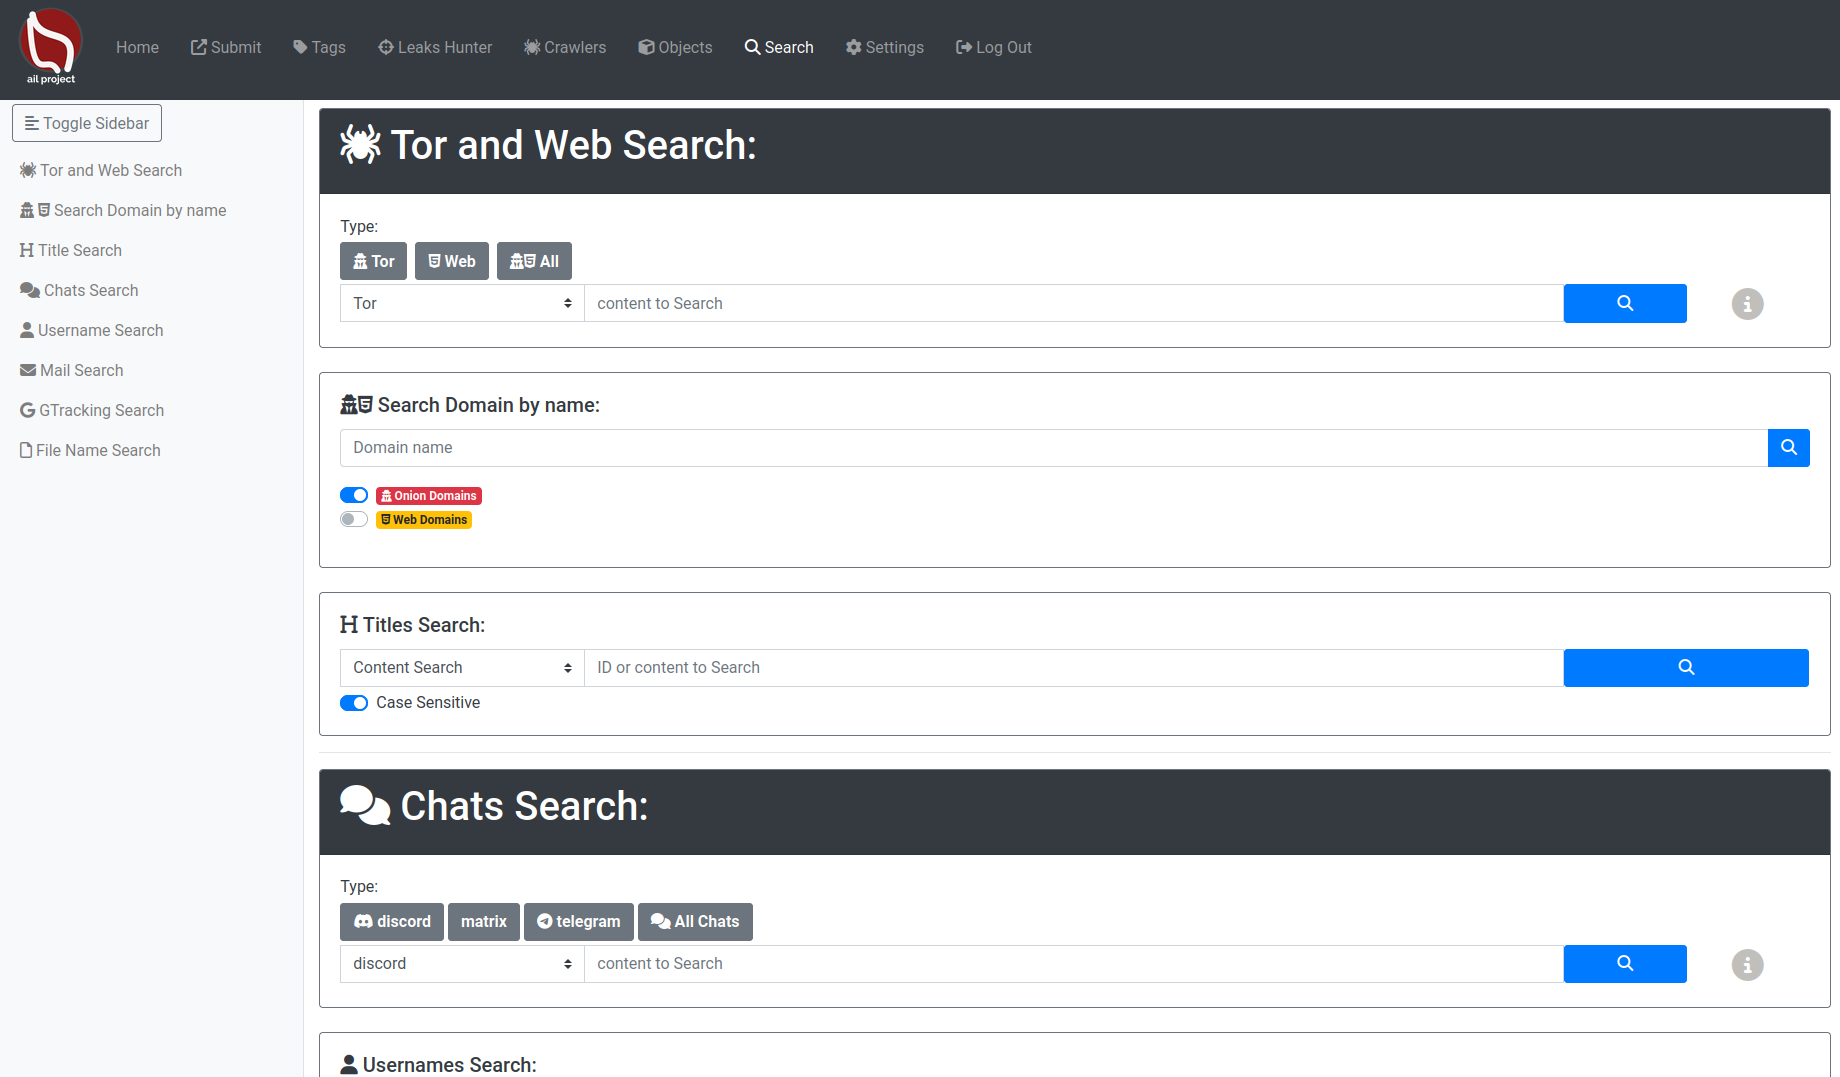 ail project
Home Submit Tags Leaks Hunter Crawlers Objects Search Settings Log Out
Toggle Sidebar
Tor and Web Search
Search Domain by name
Title Search
Chats Search
Username Search
Mail Search
GTracking Search
File Name Search
Tor and Web Search:
Type:
Tor Web All
Tor content to Search
Search Domain by name:
Domain name
Onion Domains
Web Domains
Titles Search:
Content Search ID or content to Search
Case Sensitive
Chats Search:
Type:
discord matrix telegram All Chats
discord content to Search
Usernames Search: